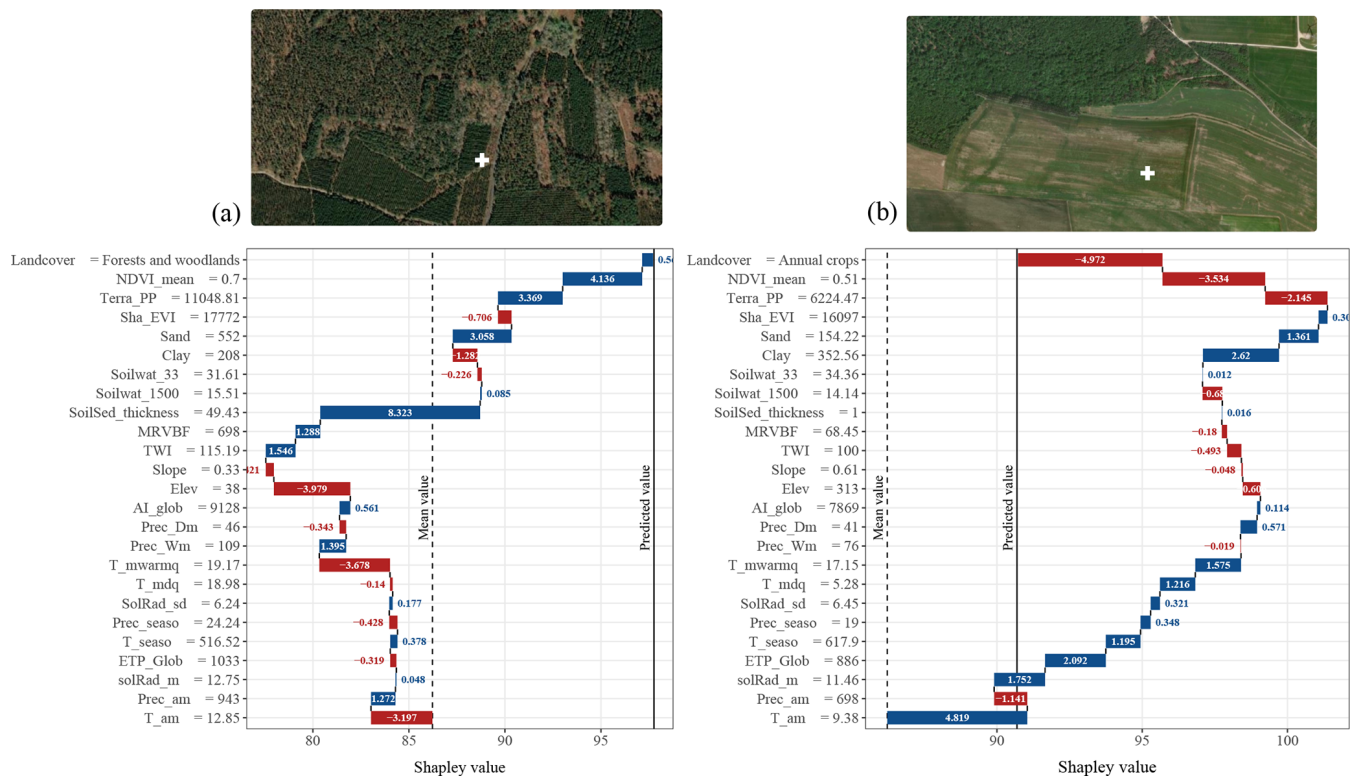 (a)
(b)
Landcover = Forests and woodlands
NDVI_mean = 0.7
4.136
Terra_PP = 11048.81
3.369
Sha_EVI = 17772
−0.706
Sand = 552
3.058
Clay = 208
Soilwat_33 = 31.61
−0.226
Soilwat_1500 = 15.51
0.085
SoilSed_thickness = 49.43
8.323
MRVBF = 698
1.288
TWI = 115.19
1.546
Slope = 0.33
Elev = 38
−3.979
AI_glob = 9128
0.561
Prec_Dm = 46
−0.343
Prec_Wm = 109
1.395
T_mwarmq = 19.17
−3.678
T_mdq = 18.98
−0.14
SolRad_sd = 6.24
0.177
Prec_seaso = 24.24
−0.428
T_seaso = 516.52
0.378
ETP_Glob = 1033
−0.319
solRad_m = 12.75
0.048
Prec_am = 943
1.272
T_am = 12.85
−3.197
Mean value
Predicted value
80 85 90 95
Shapley value
Landcover = Annual crops
−4.972
NDVI_mean = 0.51
−3.534
Terra_PP = 6224.47
−2.145
Sha_EVI = 16097
Sand = 154.22
1.361
Clay = 352.56
2.62
Soilwat_33 = 34.36
0.012
Soilwat_1500 = 14.14
SoilSed_thickness = 1
0.016
MRVBF = 68.45
−0.18
TWI = 100
−0.493
Slope = 0.61
−0.048
Elev = 313
AI_glob = 7869
0.114
Prec_Dm = 41
0.571
Prec_Wm = 76
−0.019
T_mwarmq = 17.15
1.575
T_mdq = 5.28
1.216
SolRad_sd = 6.45
0.321
Prec_seaso = 19
0.348
T_seaso = 617.9
1.195
ETP_Glob = 886
2.092
solRad_m = 11.46
1.752
Prec_am = 698
−1.141
T_am = 9.38
4.819
Mean value
Predicted value
90 95 100
Shapley value